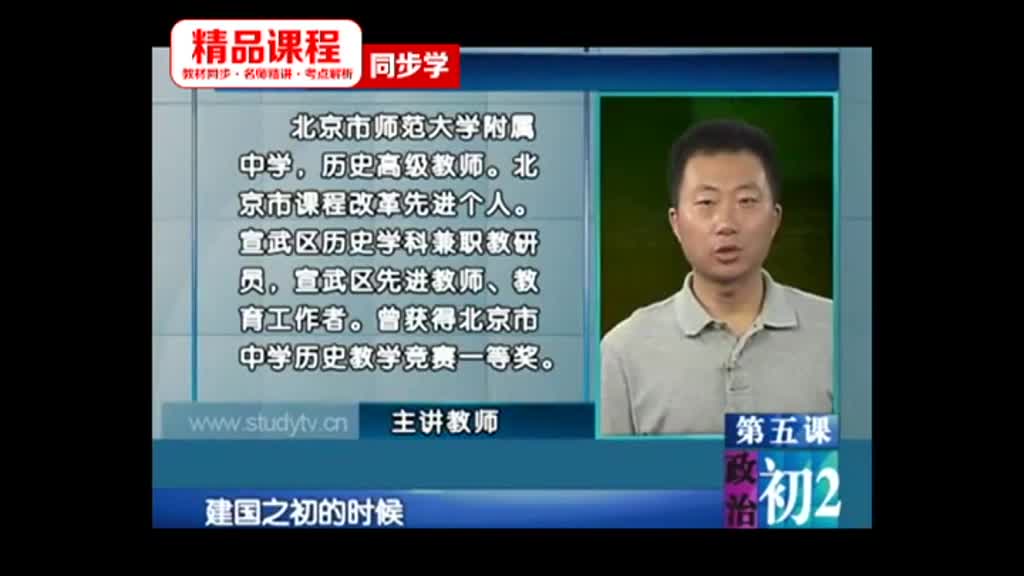 精品课程
教材同步·名师精讲·考点解析
同步学
北京市师范大学附属
中学，历史高级教师。北
京市课程改革先进个人。
宣武区历史学科兼职教研
员，宣武区先进教师、教
育工作者。曾获得北京市
中学历史教学竞赛一等奖。
www.studytv.cn
主讲教师
第五课
政治
初2
建国之初的时候